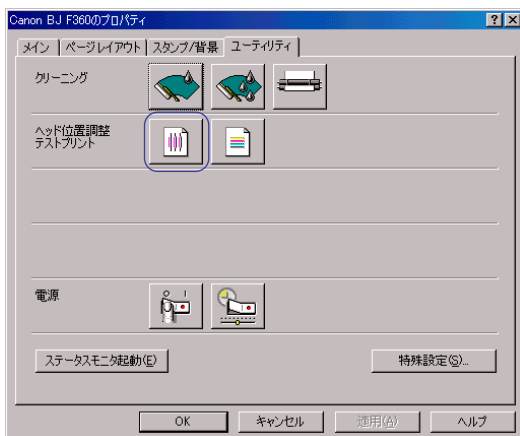 Canon BJ F360のプロパティ
メイン ページレイアウト スタンプ/背景 ユーティリティ
クリーニング
ヘッド位置調整
テストプリント
電源
ステータスモニタ起動(E)
特殊設定(S)...
OK キャンセル 適用(A) ヘルプ